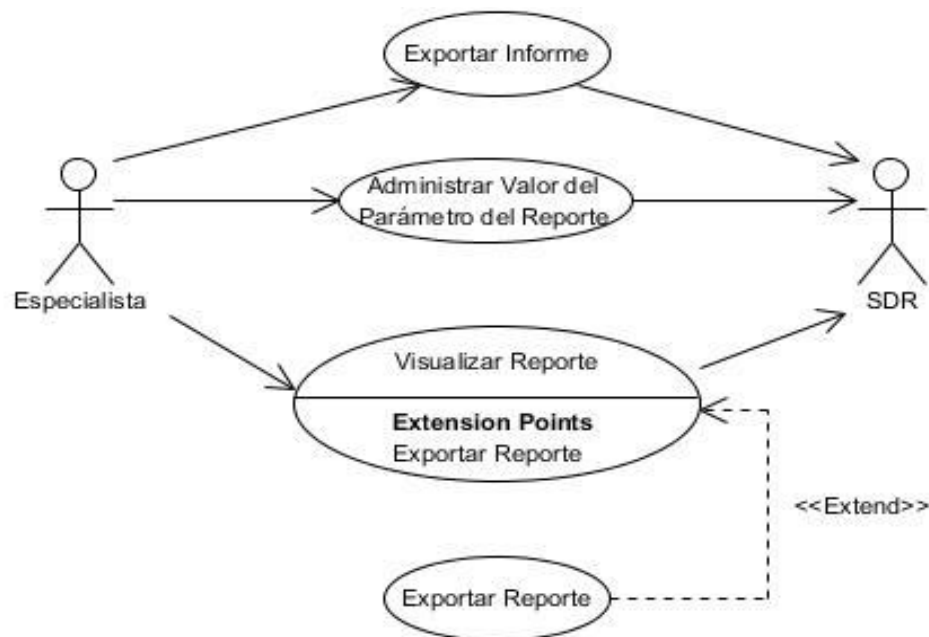 Exportar Informe
Administrar Valor del
Parámetro del Reporte
Especialista
SDR
Visualizar Reporte
Extension Points
Exportar Reporte
<<Extend>>
Exportar Reporte